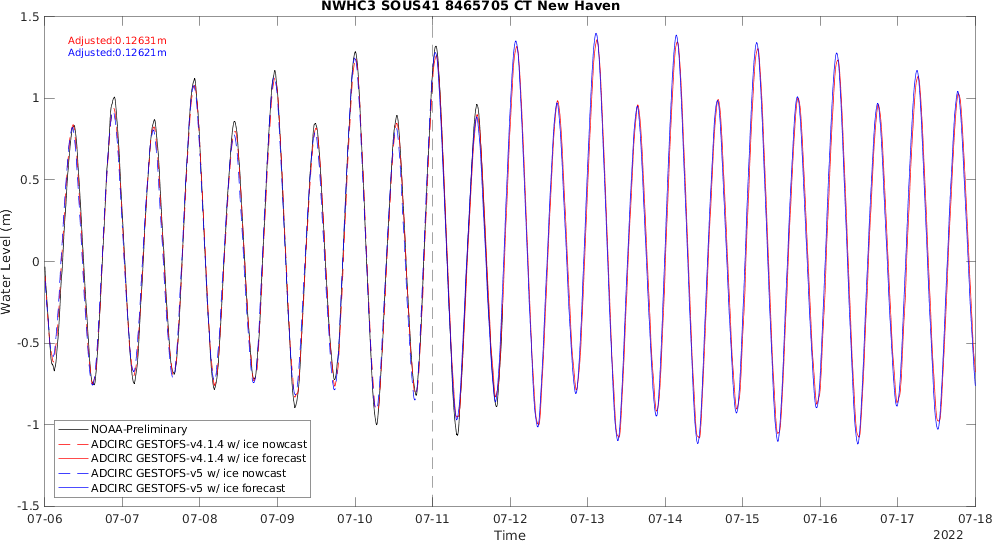 NWHC3 SOUS41 8465705 CT New Haven
Adjusted:0.12631m
Adjusted:0.12621m
Water Level (m)
1.5
1
0.5
0
-0.5
-1
-1.5
NOAA-Preliminary
ADCIRC GESTOFS-v4.1.4 w/ ice nowcast
ADCIRC GESTOFS-v4.1.4 w/ ice forecast
ADCIRC GESTOFS-v5 w/ ice nowcast
ADCIRC GESTOFS-v5 w/ ice forecast
07-06 07-07 07-08 07-09 07-10 07-11 07-12 07-13 07-14 07-15 07-16 07-17 07-18
Time
2022